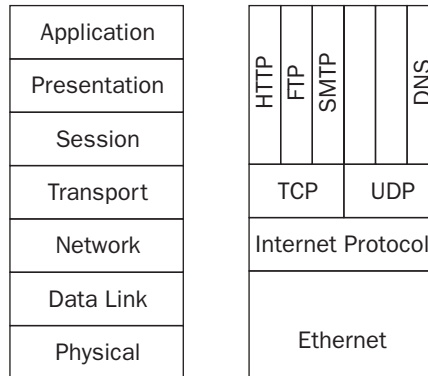 Application
Presentation
Session
Transport
Network
Data Link
Physical
HTTP
FTP
SMTP
DNS
TCP
UDP
Internet Protocol
Ethernet